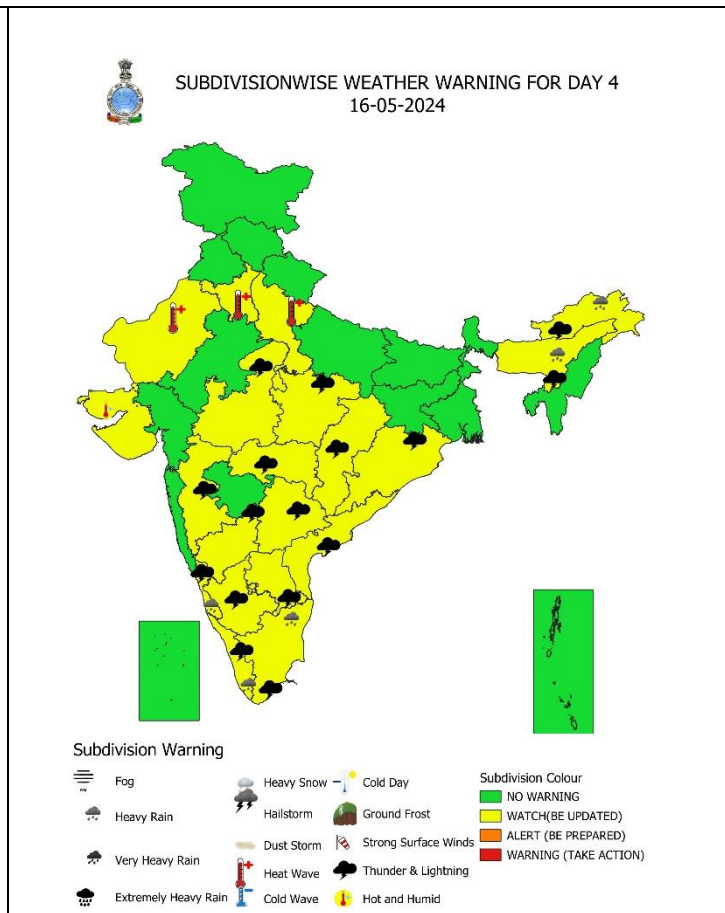 SUBDIVISIONWISE WEATHER WARNING FOR DAY 4
16-05-2024
Subdivision Warning
Fog
Heavy Rain
Very Heavy Rain
Extremely Heavy Rain
Heavy Snow
Hailstorm
Dust Storm
Heat Wave
Cold Wave
Cold Day
Ground Frost
Strong Surface Winds
Thunder & Lightning
Hot and Humid
Subdivision Colour
NO WARNING
WATCH(BE UPDATED)
ALERT (BE PREPARED)
WARNING (TAKE ACTION)